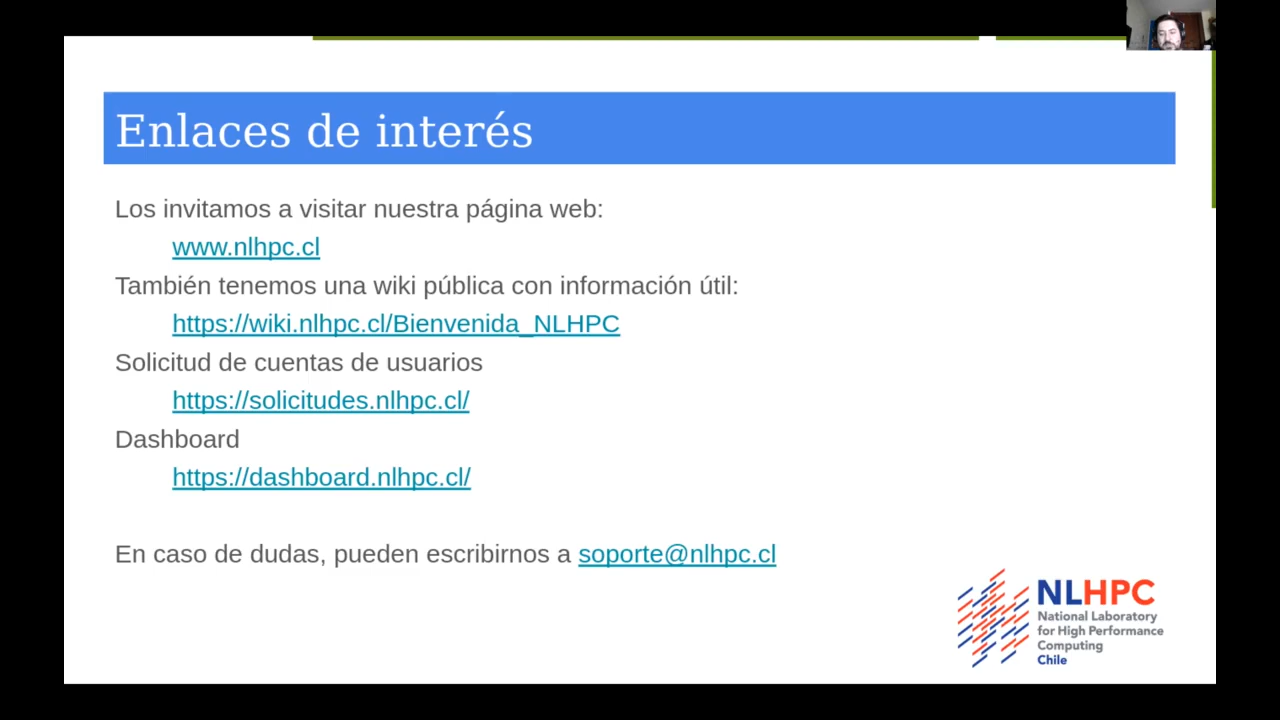 Enlaces de interés
Los invitamos a visitar nuestra página web:
www.nlhpc.cl
También tenemos una wiki pública con información útil:
https://wiki.nlhpc.cl/Bienvenida_NLHPC
Solicitud de cuentas de usuarios
https://solicitudes.nlhpc.cl/
Dashboard
https://dashboard.nlhpc.cl/
En caso de dudas, pueden escribirnos a soporte@nlhpc.cl
NLHPC
National Laboratory
for High Performance
Computing
Chile